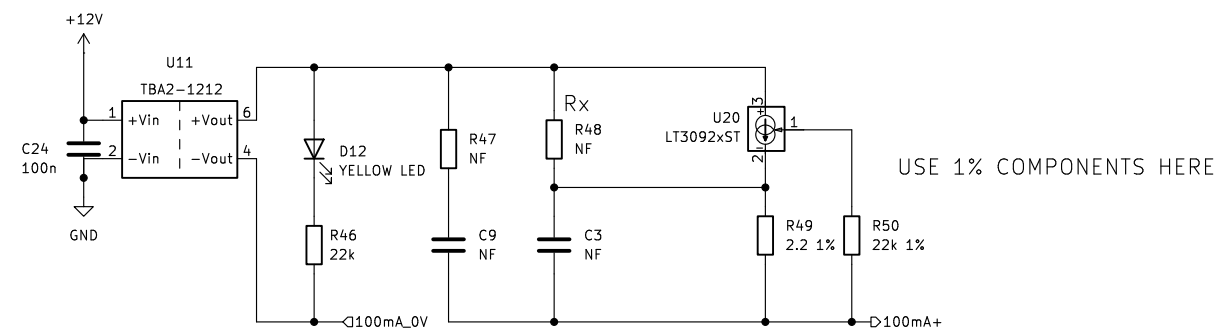 +12V
U11
TBA2-1212
1
+Vin
+Vout
6
2
-Vin
-Vout
4
C24
100n
GND
D12
YELLOW LED
R46
22k
R47
NF
C9
NF
Rx
R48
NF
C3
NF
U20
LT3092xST
+
3
1
2
-
R49
2.2 1%
R50
22k 1%
USE 1% COMPONENTS HERE
100mA_0V
100mA+